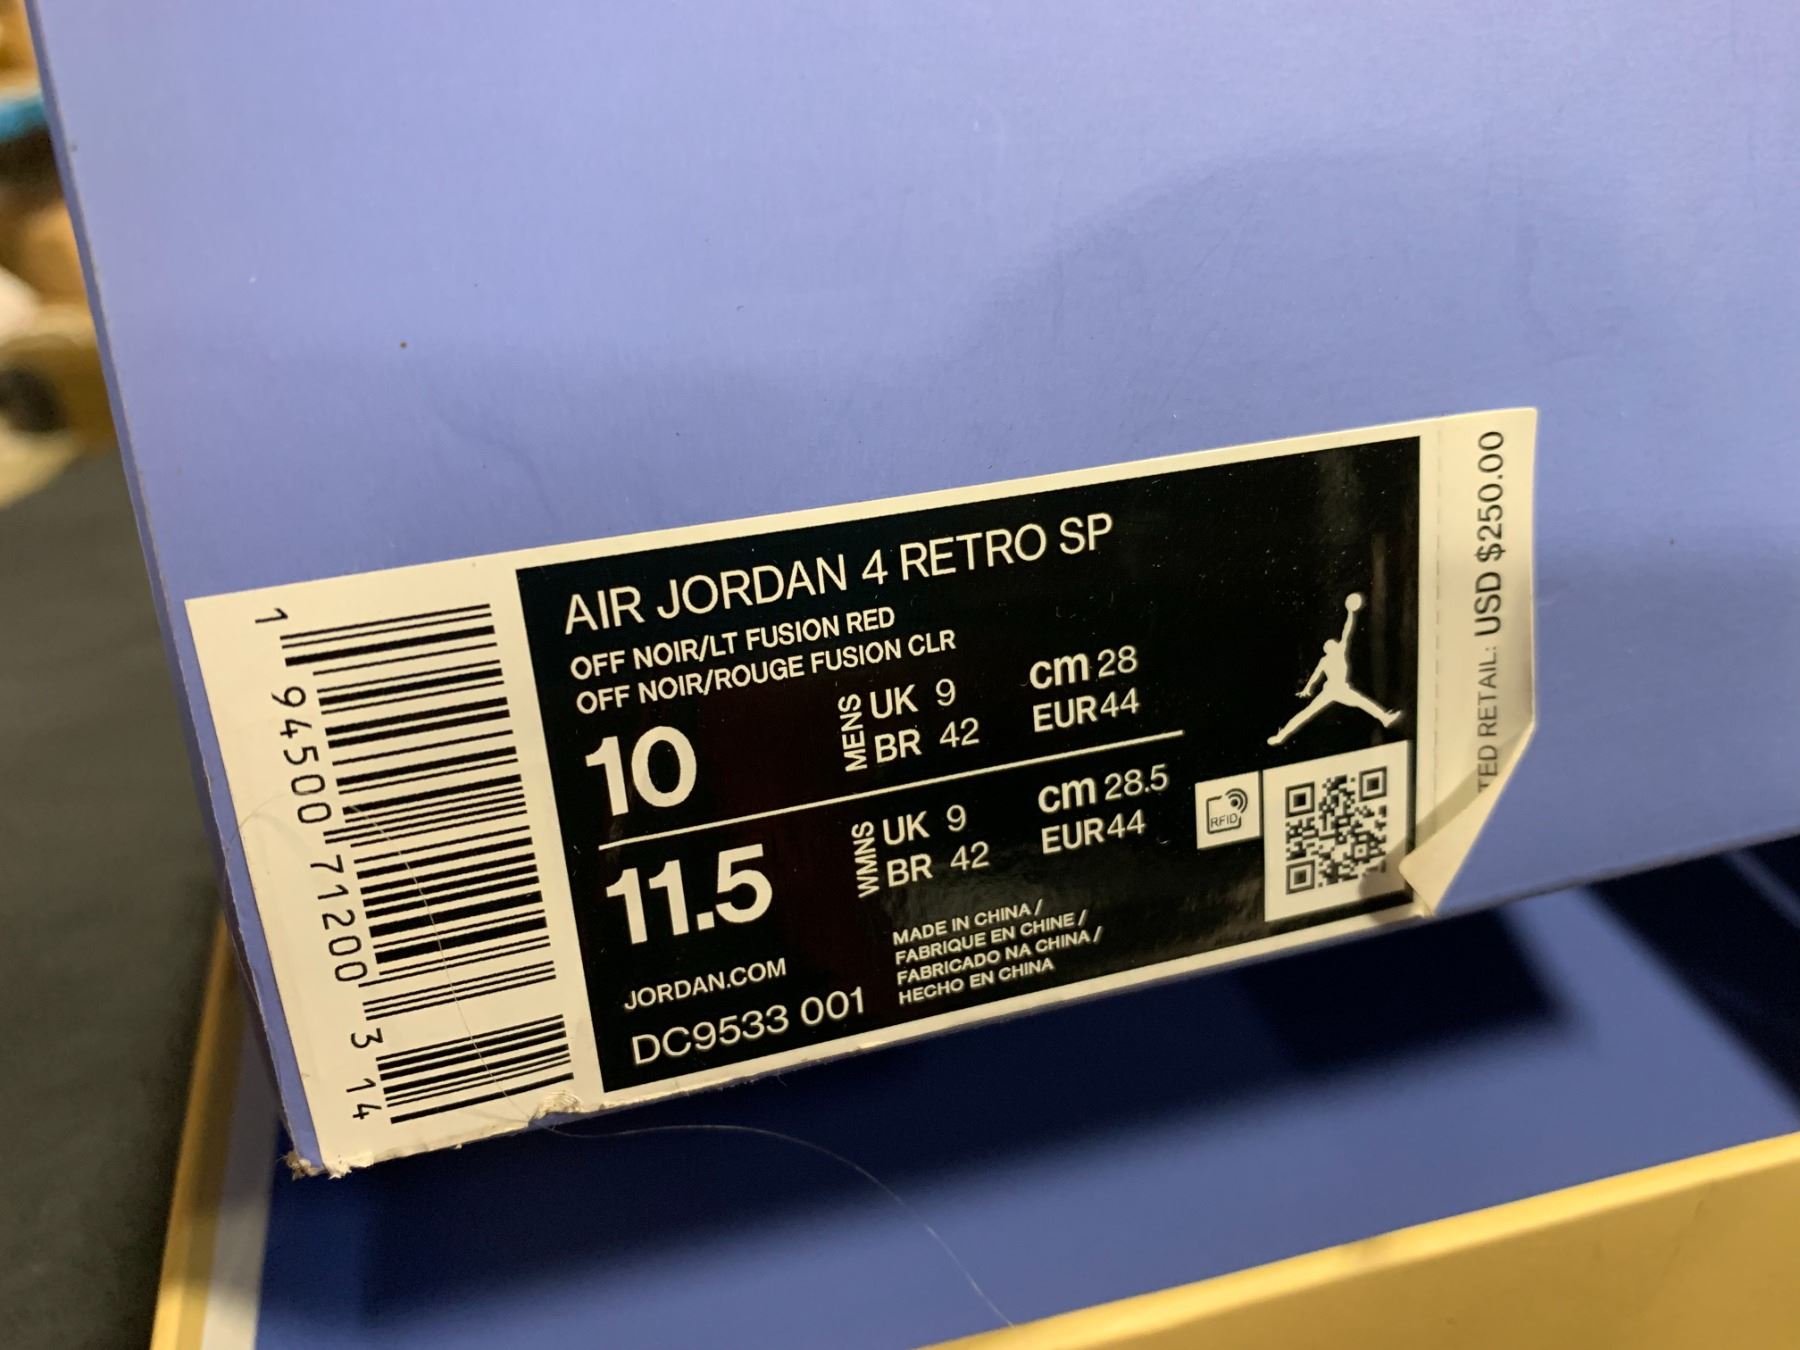 AIR JORDAN 4 RETRO SP
OFF NOIR/LT FUSION RED
OFF NOIR/ROUGE FUSION CLR
10
MENS
UK 9
BR 42
cm 28
EUR 44
11.5
WMNS
UK 9
BR 42
cm 28.5
EUR 44
RFID
JORDAN.COM
DC9533 001
MADE IN CHINA /
FABRIQUE EN CHINE /
FABRICADO NA CHINA /
HECHO EN CHINA
1 94500 71200 3 14
RETAIL: USD $250.00